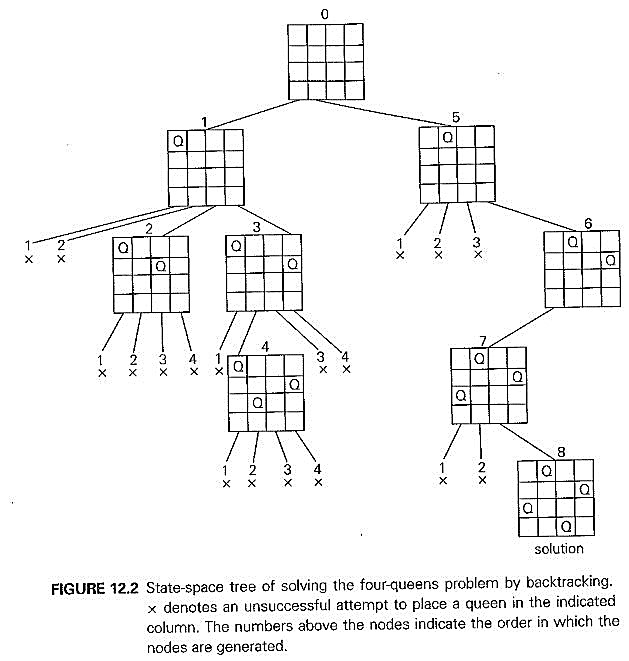 0
1
5
Q
Q
1 2
× ×
2
3
1 2 3
× × ×
6
Q
Q
Q
Q
Q
Q
1 2 3 4
× × × ×
1
×
3 4
× ×
4
7
Q
Q
Q
Q
Q
Q
1 2 3 4
× × × ×
1 2
× ×
8
Q
Q
Q
Q
solution
FIGURE 12.2 State-space tree of solving the four-queens problem by backtracking.
× denotes an unsuccessful attempt to place a queen in the indicated
column. The numbers above the nodes indicate the order in which the
nodes are generated.